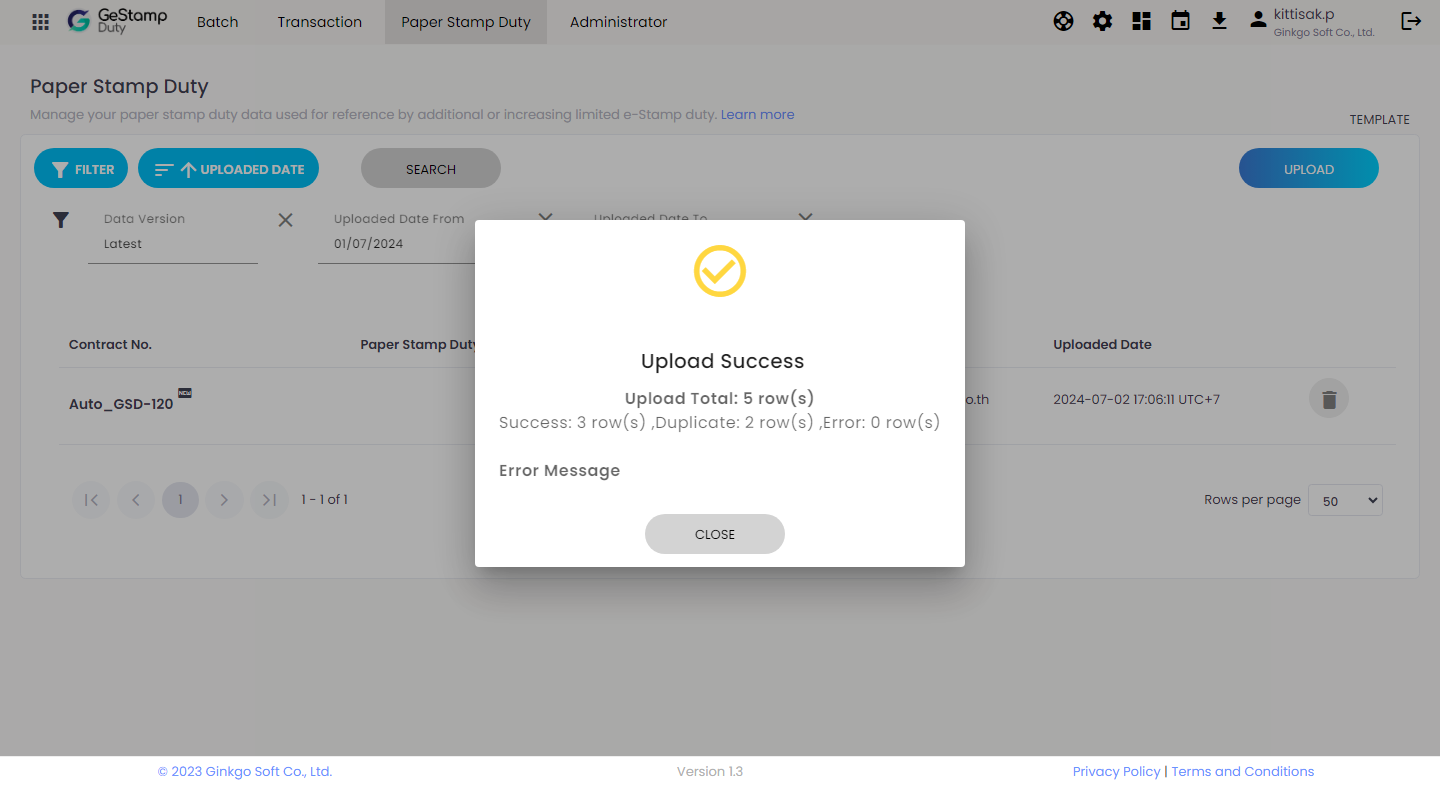 GeStamp
Duty
Batch
Transaction
Paper Stamp Duty
Administrator
kittisak.p
Ginkgo Soft Co., Ltd.
Paper Stamp Duty
Manage your paper stamp duty data used for reference by additional or increasing limited e-Stamp duty. Learn more
TEMPLATE
FILTER
UPLOADED DATE
SEARCH
UPLOAD
Data Version
Uploaded Date From
Uploaded Date To
Latest
01/07/2024
Upload Success
Upload Total: 5 row(s)
Success: 3 row(s) ,Duplicate: 2 row(s) ,Error: 0 row(s)
Error Message
CLOSE
Contract No.
Paper Stamp Duty
Uploaded Date
Auto_GSD-120
NEW
o.th
2024-07-02 17:06:11 UTC+7
1
1 - 1 of 1
Rows per page
50
© 2023 Ginkgo Soft Co., Ltd.
Version 1.3
Privacy Policy | Terms and Conditions